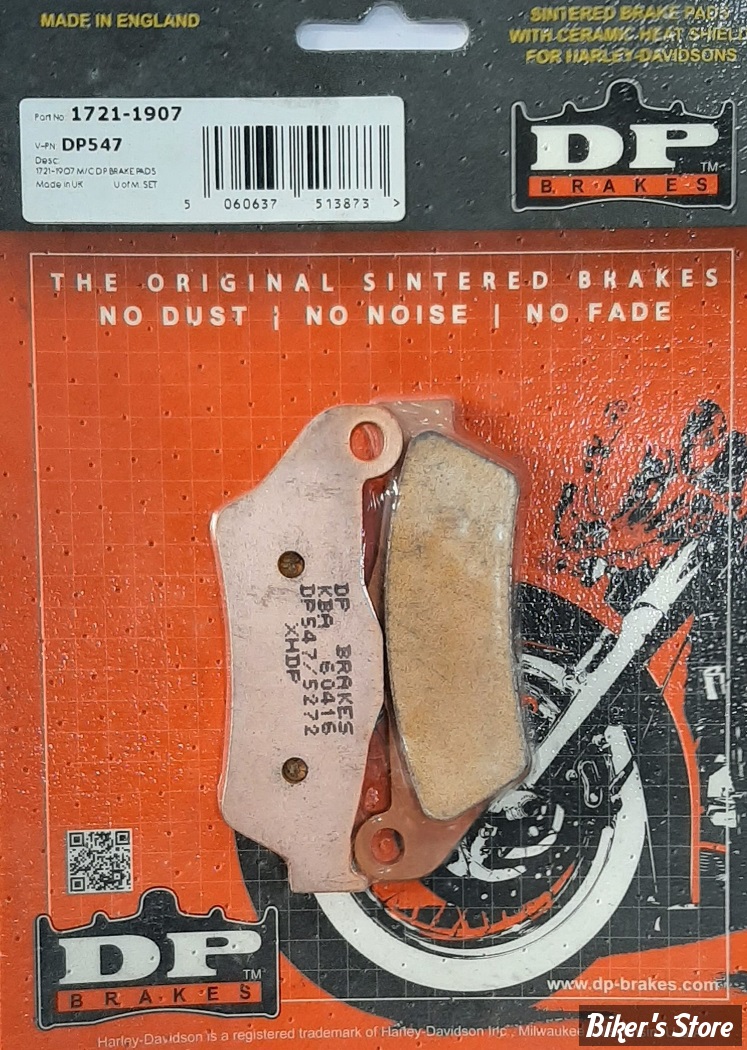 MADE IN ENGLAND
SINTERED BRAKE PADS
WITH CERAMIC HEAT SHIELD
FOR HARLEY-DAVIDSONS
Part No: 1721-1907
V-PN: DP547
Desc:
1721-1907 M/C DP BRAKE PADS
Made in UK U of M: SET
5 060637 513873 >
DP TM
BRAKES
THE ORIGINAL SINTERED BRAKES
NO DUST | NO NOISE | NO FADE
DP BRAKES
KBA 60416
DP547/5272
XHDP
DP TM
BRAKES
www.dp-brakes.com
Harley-Davidson is a registered trademark of Harley-Davidson Inc., Milwaukee
Biker's Store